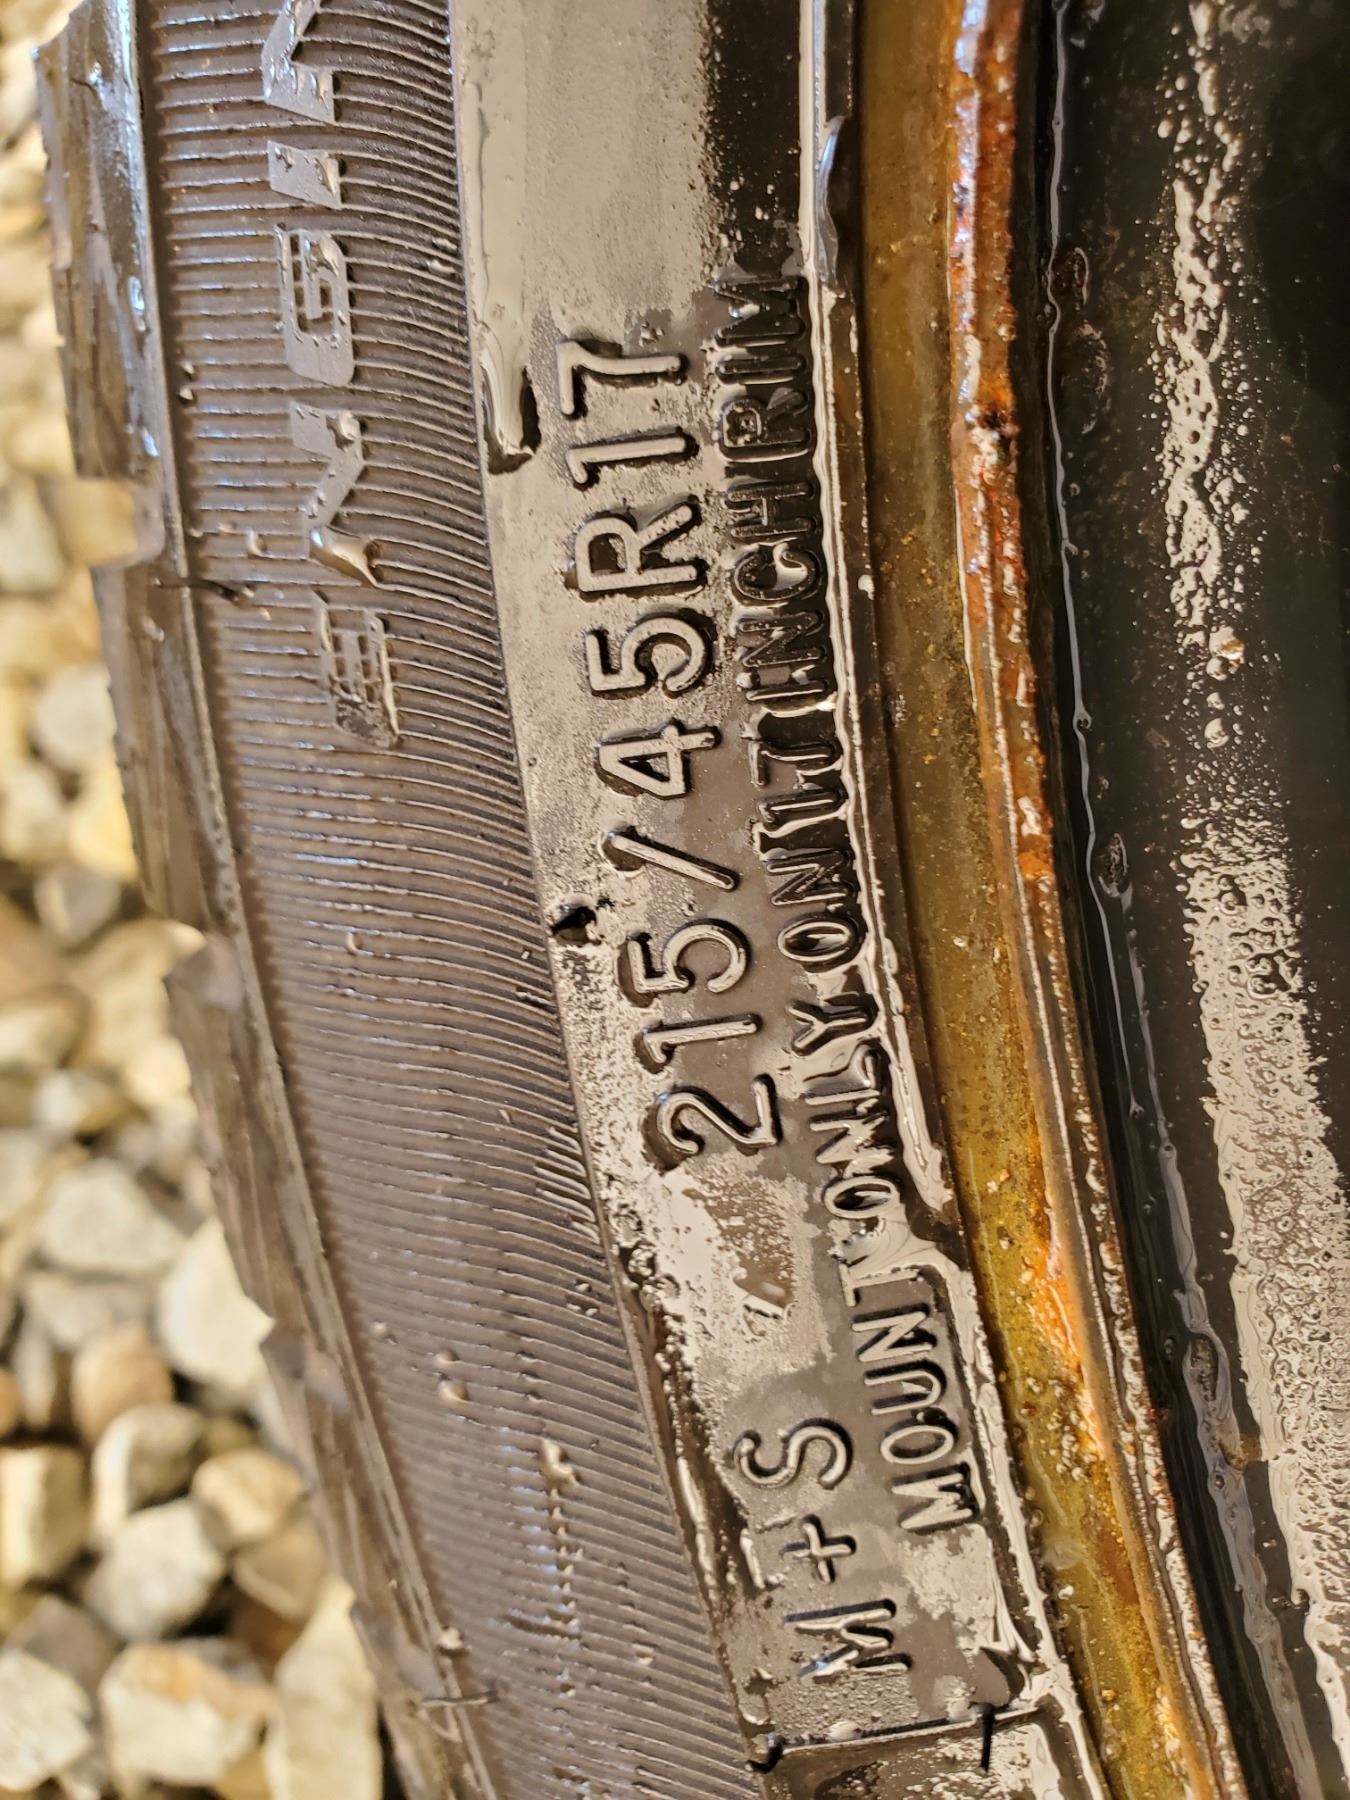 M+S 215/45R17
MOUNT ONLY ON 17 INCH RIM